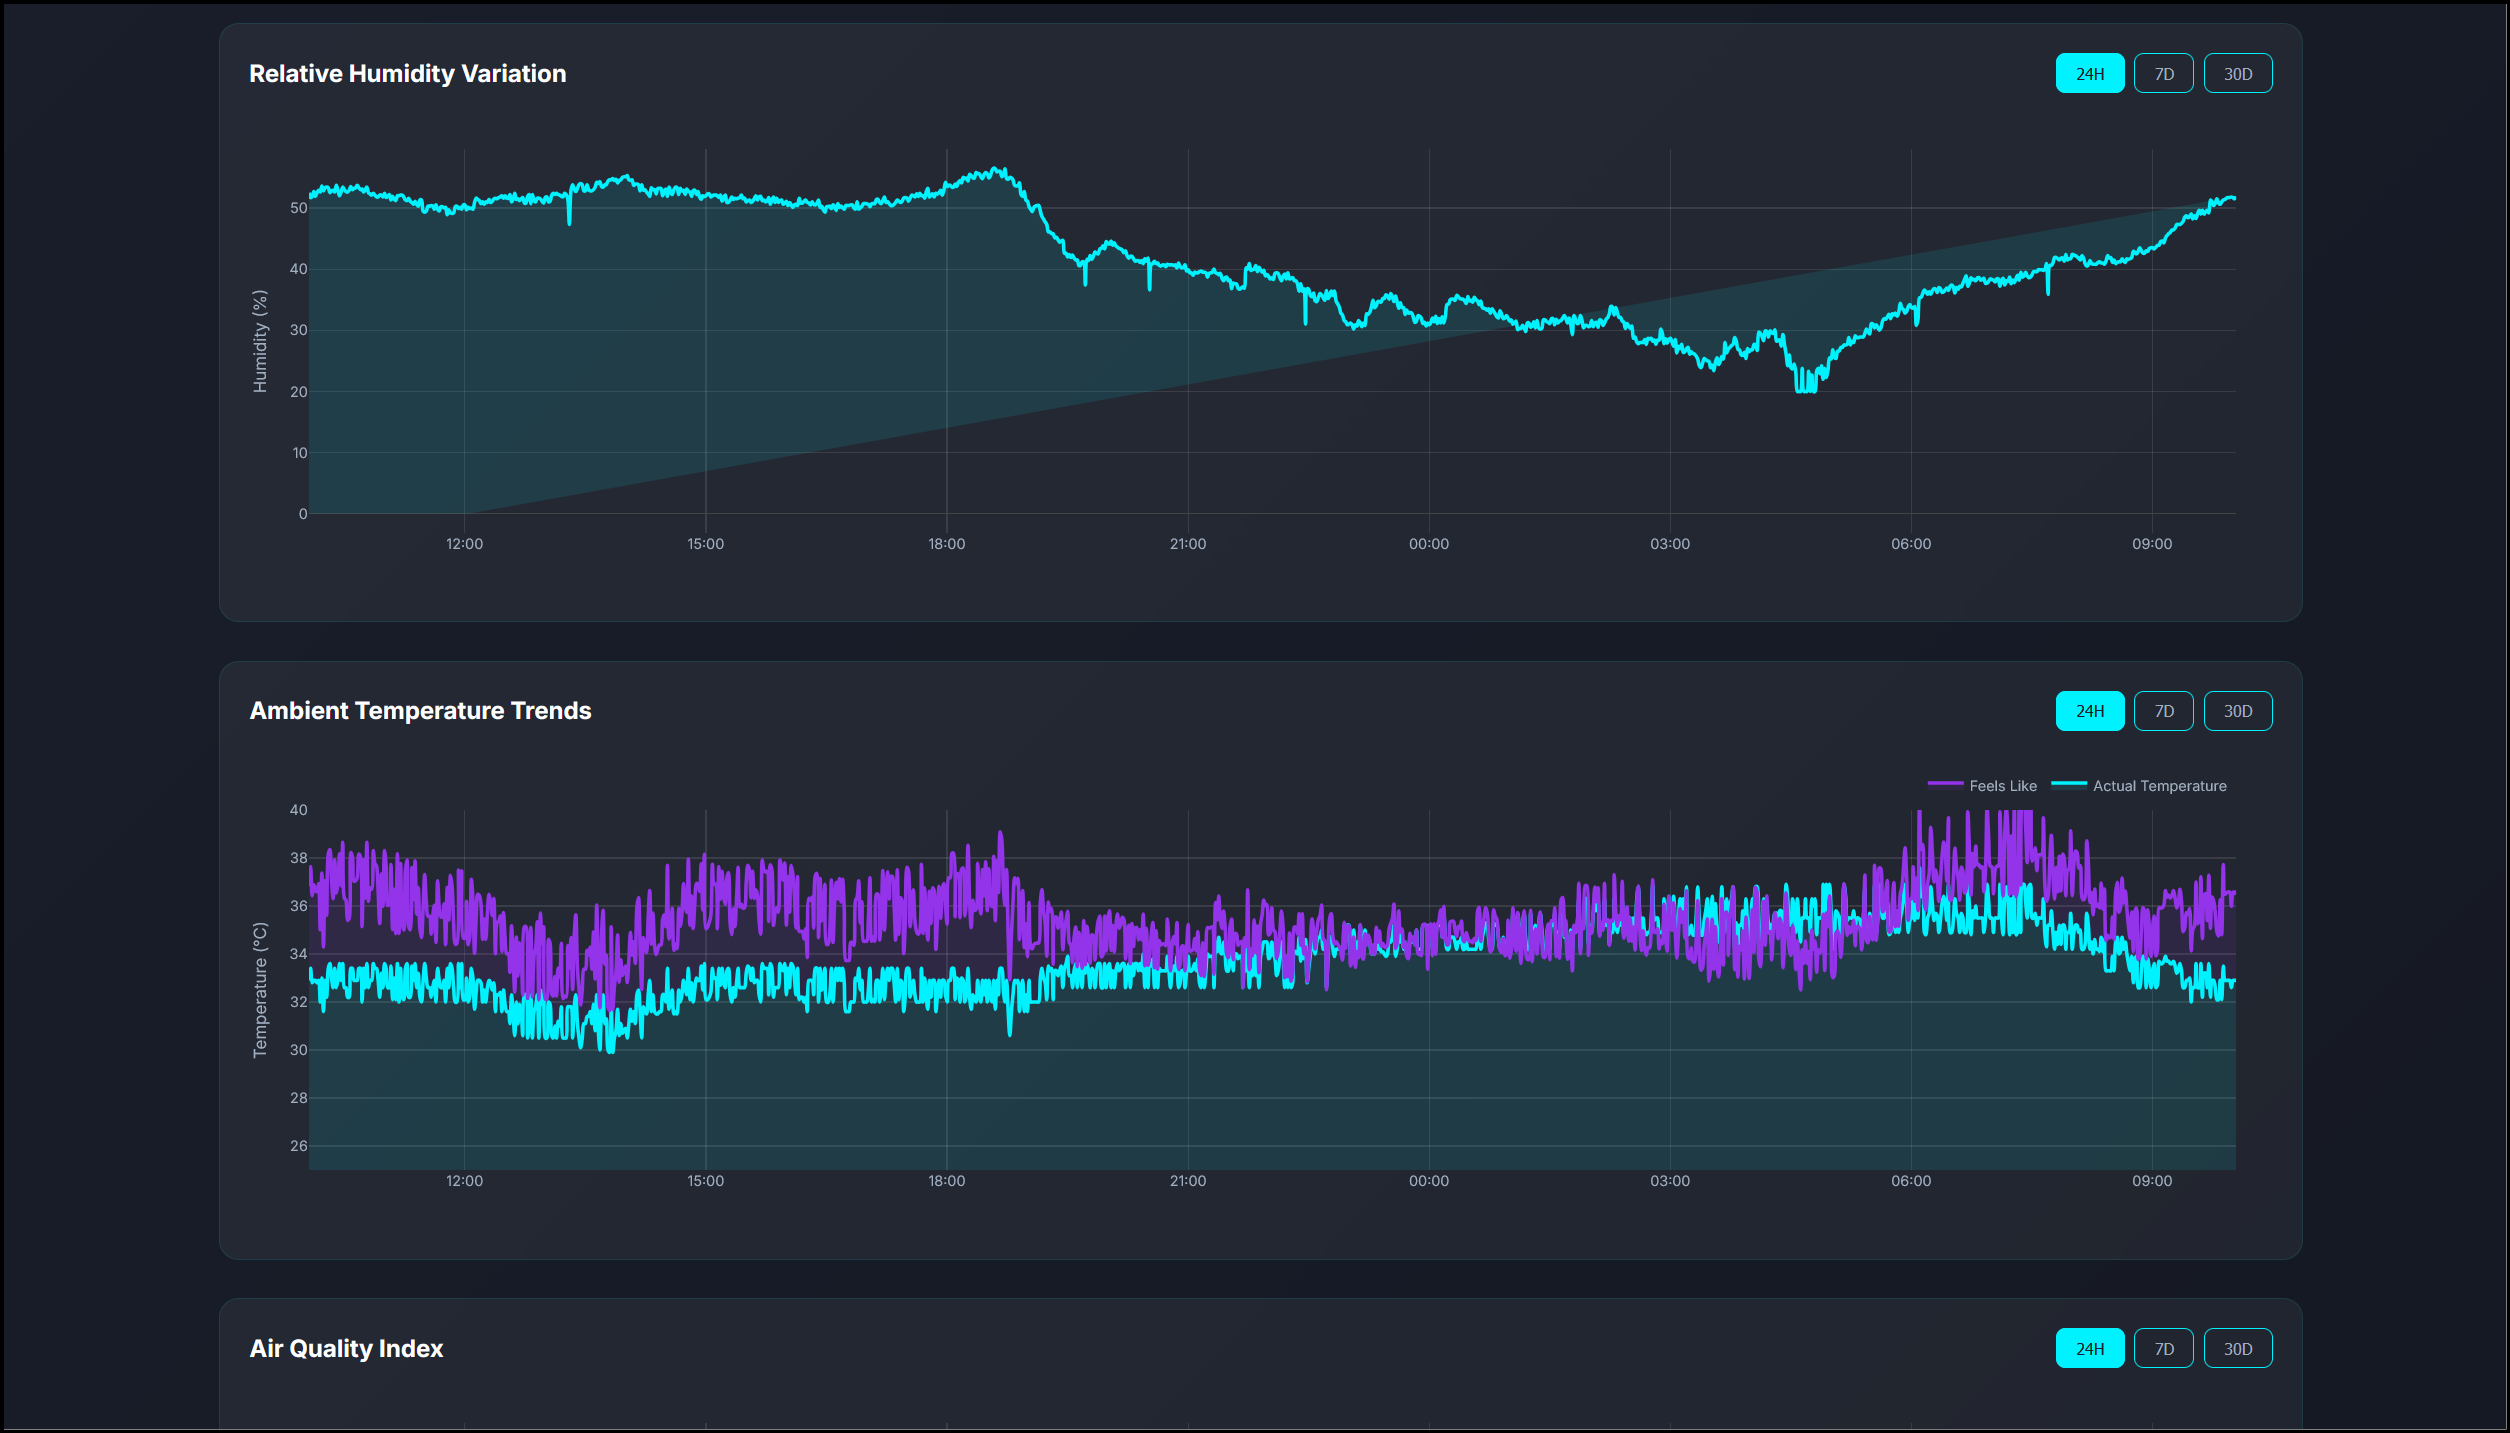 Relative Humidity Variation
24H 7D 30D
Humidity (%)
50
40
30
20
10
0
12:00 15:00 18:00 21:00 00:00 03:00 06:00 09:00
Ambient Temperature Trends
24H 7D 30D
Feels Like Actual Temperature
Temperature (°C)
40
38
36
34
32
30
28
26
12:00 15:00 18:00 21:00 00:00 03:00 06:00 09:00
Air Quality Index
24H 7D 30D